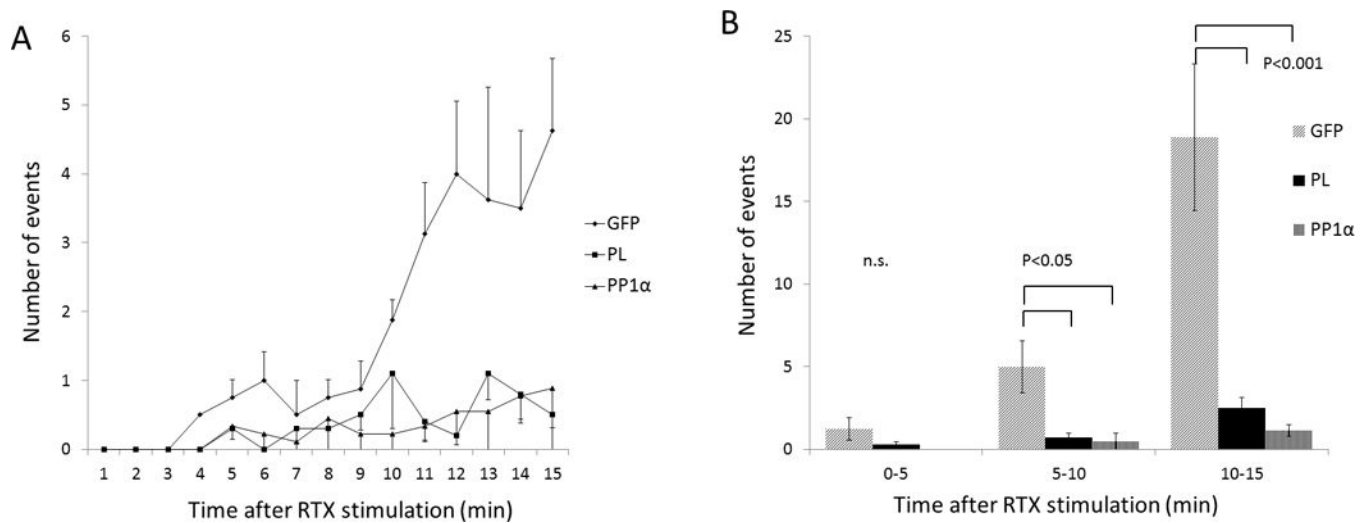 A
6
5
4
3
2
1
0
Number of events
1 2 3 4 5 6 7 8 9 10 11 12 13 14 15
Time after RTX stimulation (min)
GFP
PL
PP1α
B
25
20
15
10
5
0
Number of events
n.s.
P<0.05
P<0.001
GFP
PL
PP1α
0-5 5-10 10-15
Time after RTX stimulation (min)